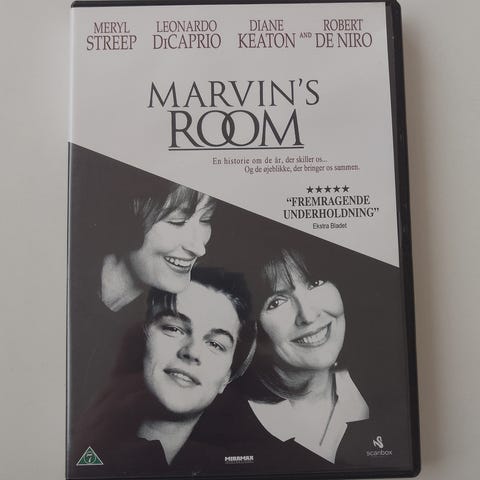 MERYL STREEP LEONARDO DiCAPRIO DIANE KEATON AND ROBERT DE NIRO
MARVIN'S
ROOM
En historie om de år, der skiller os...
Og de øjeblikke, der bringer os sammen.
"FREMRAGENDE
UNDERHOLDNING"
Ekstra Bladet
7
MIRAMAX
scanbox